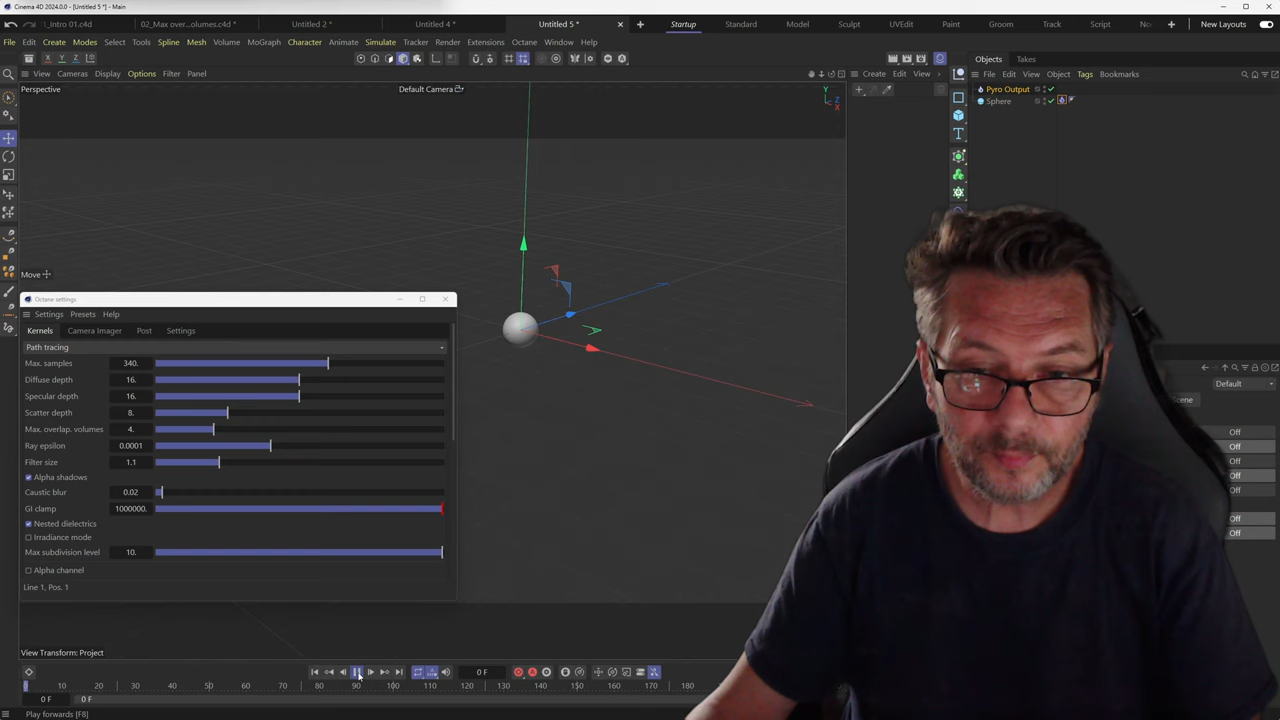 Cinema 4D 2024.0.0 - [Untitled 5 *] - Main
1_Intro 01.c4d
02_Max over...olumes.c4d *
Untitled 2 *
Untitled 4 *
Untitled 5 *
Startup
Standard
Model
Sculpt
UVEdit
Paint
Groom
Track
Script
New Layouts
File Edit Create Modes Select Tools Spline Mesh Volume MoGraph Character Animate Simulate Tracker Render Extensions Octane Window Help
X Y Z
Objects Takes
View Cameras Display Options Filter Panel
Create Edit View
File Edit View Object Tags Bookmarks
Perspective
Default Camera
Y
Z
X
Pyro Output
Sphere
Move
Octane settings
Settings Presets Help
Kernels Camera Imager Post Settings
Path tracing
Max. samples 340.
Diffuse depth 16.
Specular depth 16.
Scatter depth 8.
Max. overlap. volumes 4.
Ray epsilon 0.0001
Filter size 1.1
Alpha shadows
Caustic blur 0.02
GI clamp 1000000.
Nested dielectrics
Irradiance mode
Max subdivision level 10.
Alpha channel
Line 1, Pos. 1
Default
Scene
Off
Off
Off
Off
Off
Off
View Transform: Project
0 F
0 10 20 30 40 50 60 70 80 90 100 110 120 130 140 150 160 170 180
0 F 0 F
Play forwards [F8]